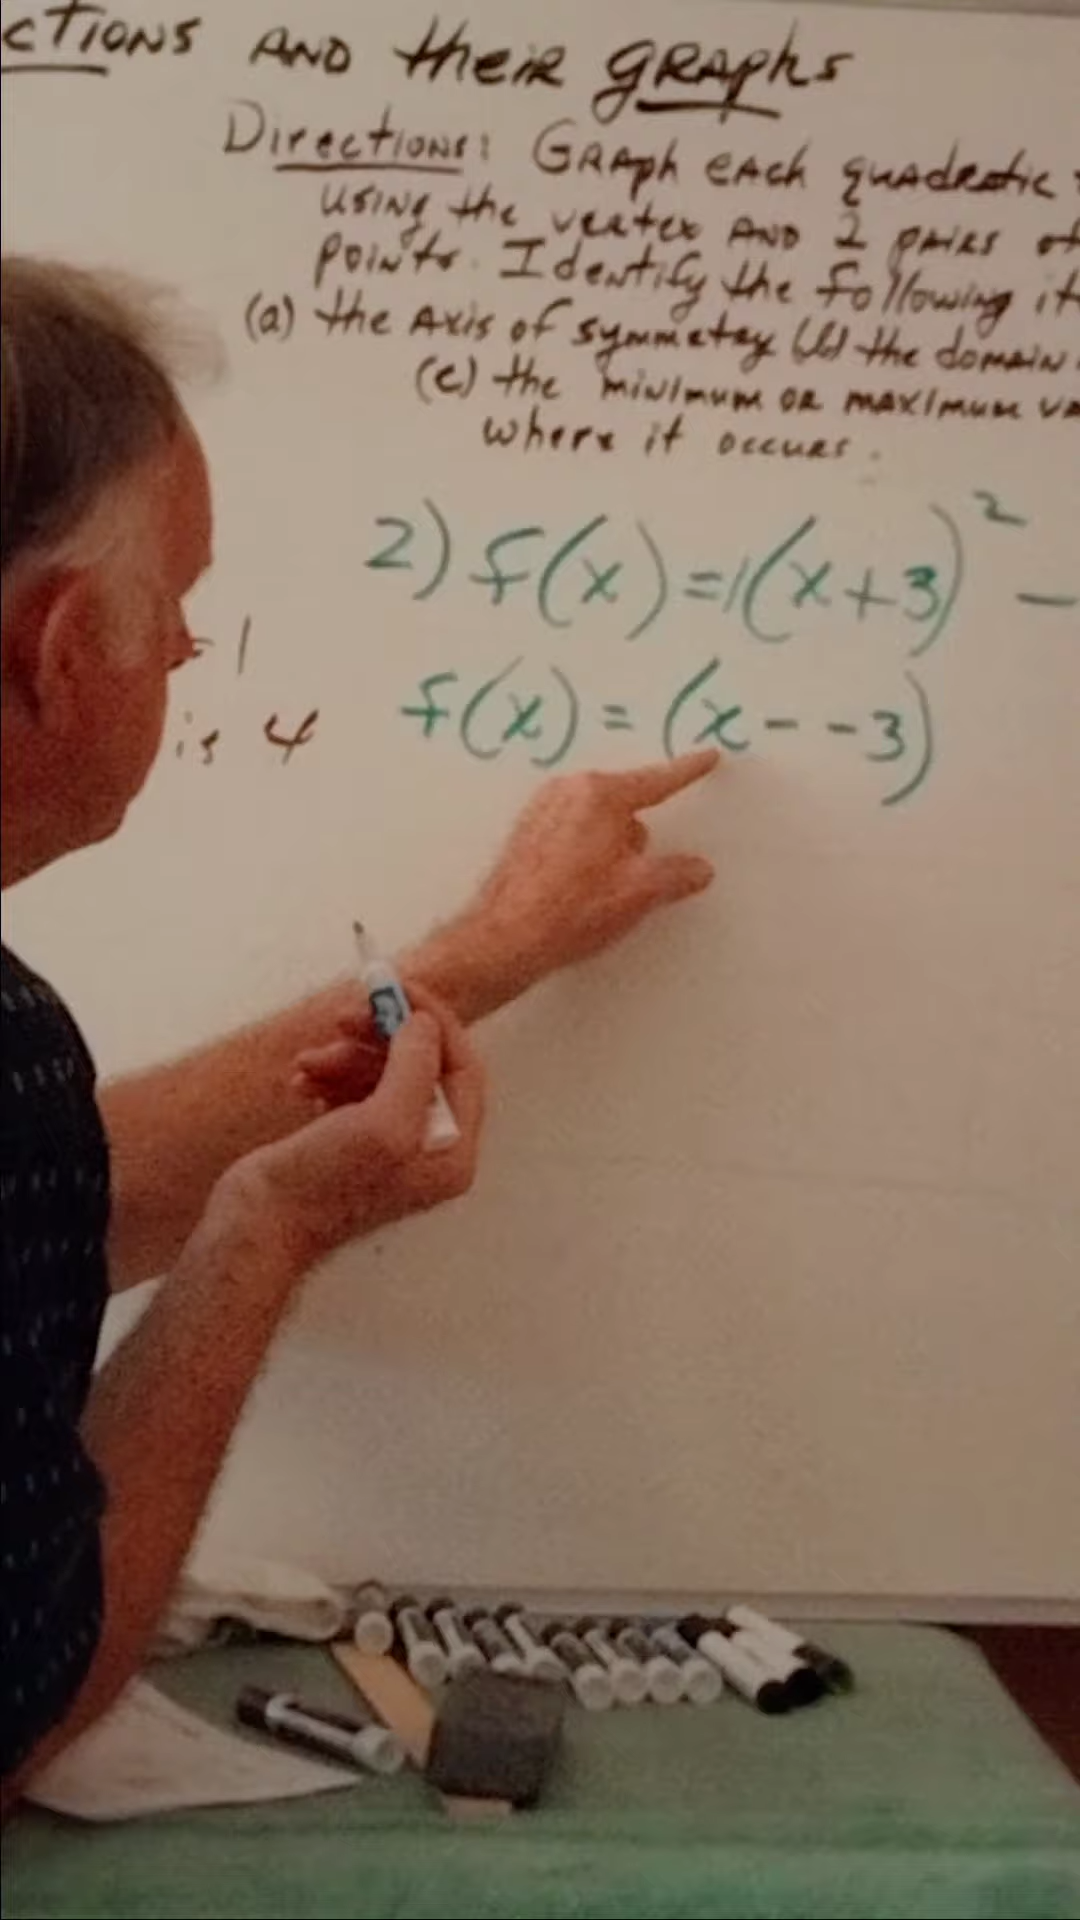 CTIONS AND their GRAPhs
Directions: GRAph EACh quadratic
using the vertex AND 2 PAIRS of
points. Identify the following it
(a) the Axis of symmetry (b) the domain
(c) the minimum OR maximum VA
where it occurs.
2) f(x) = 1(x+3)² -
= 1
f(x) = (x - -3)
is 4